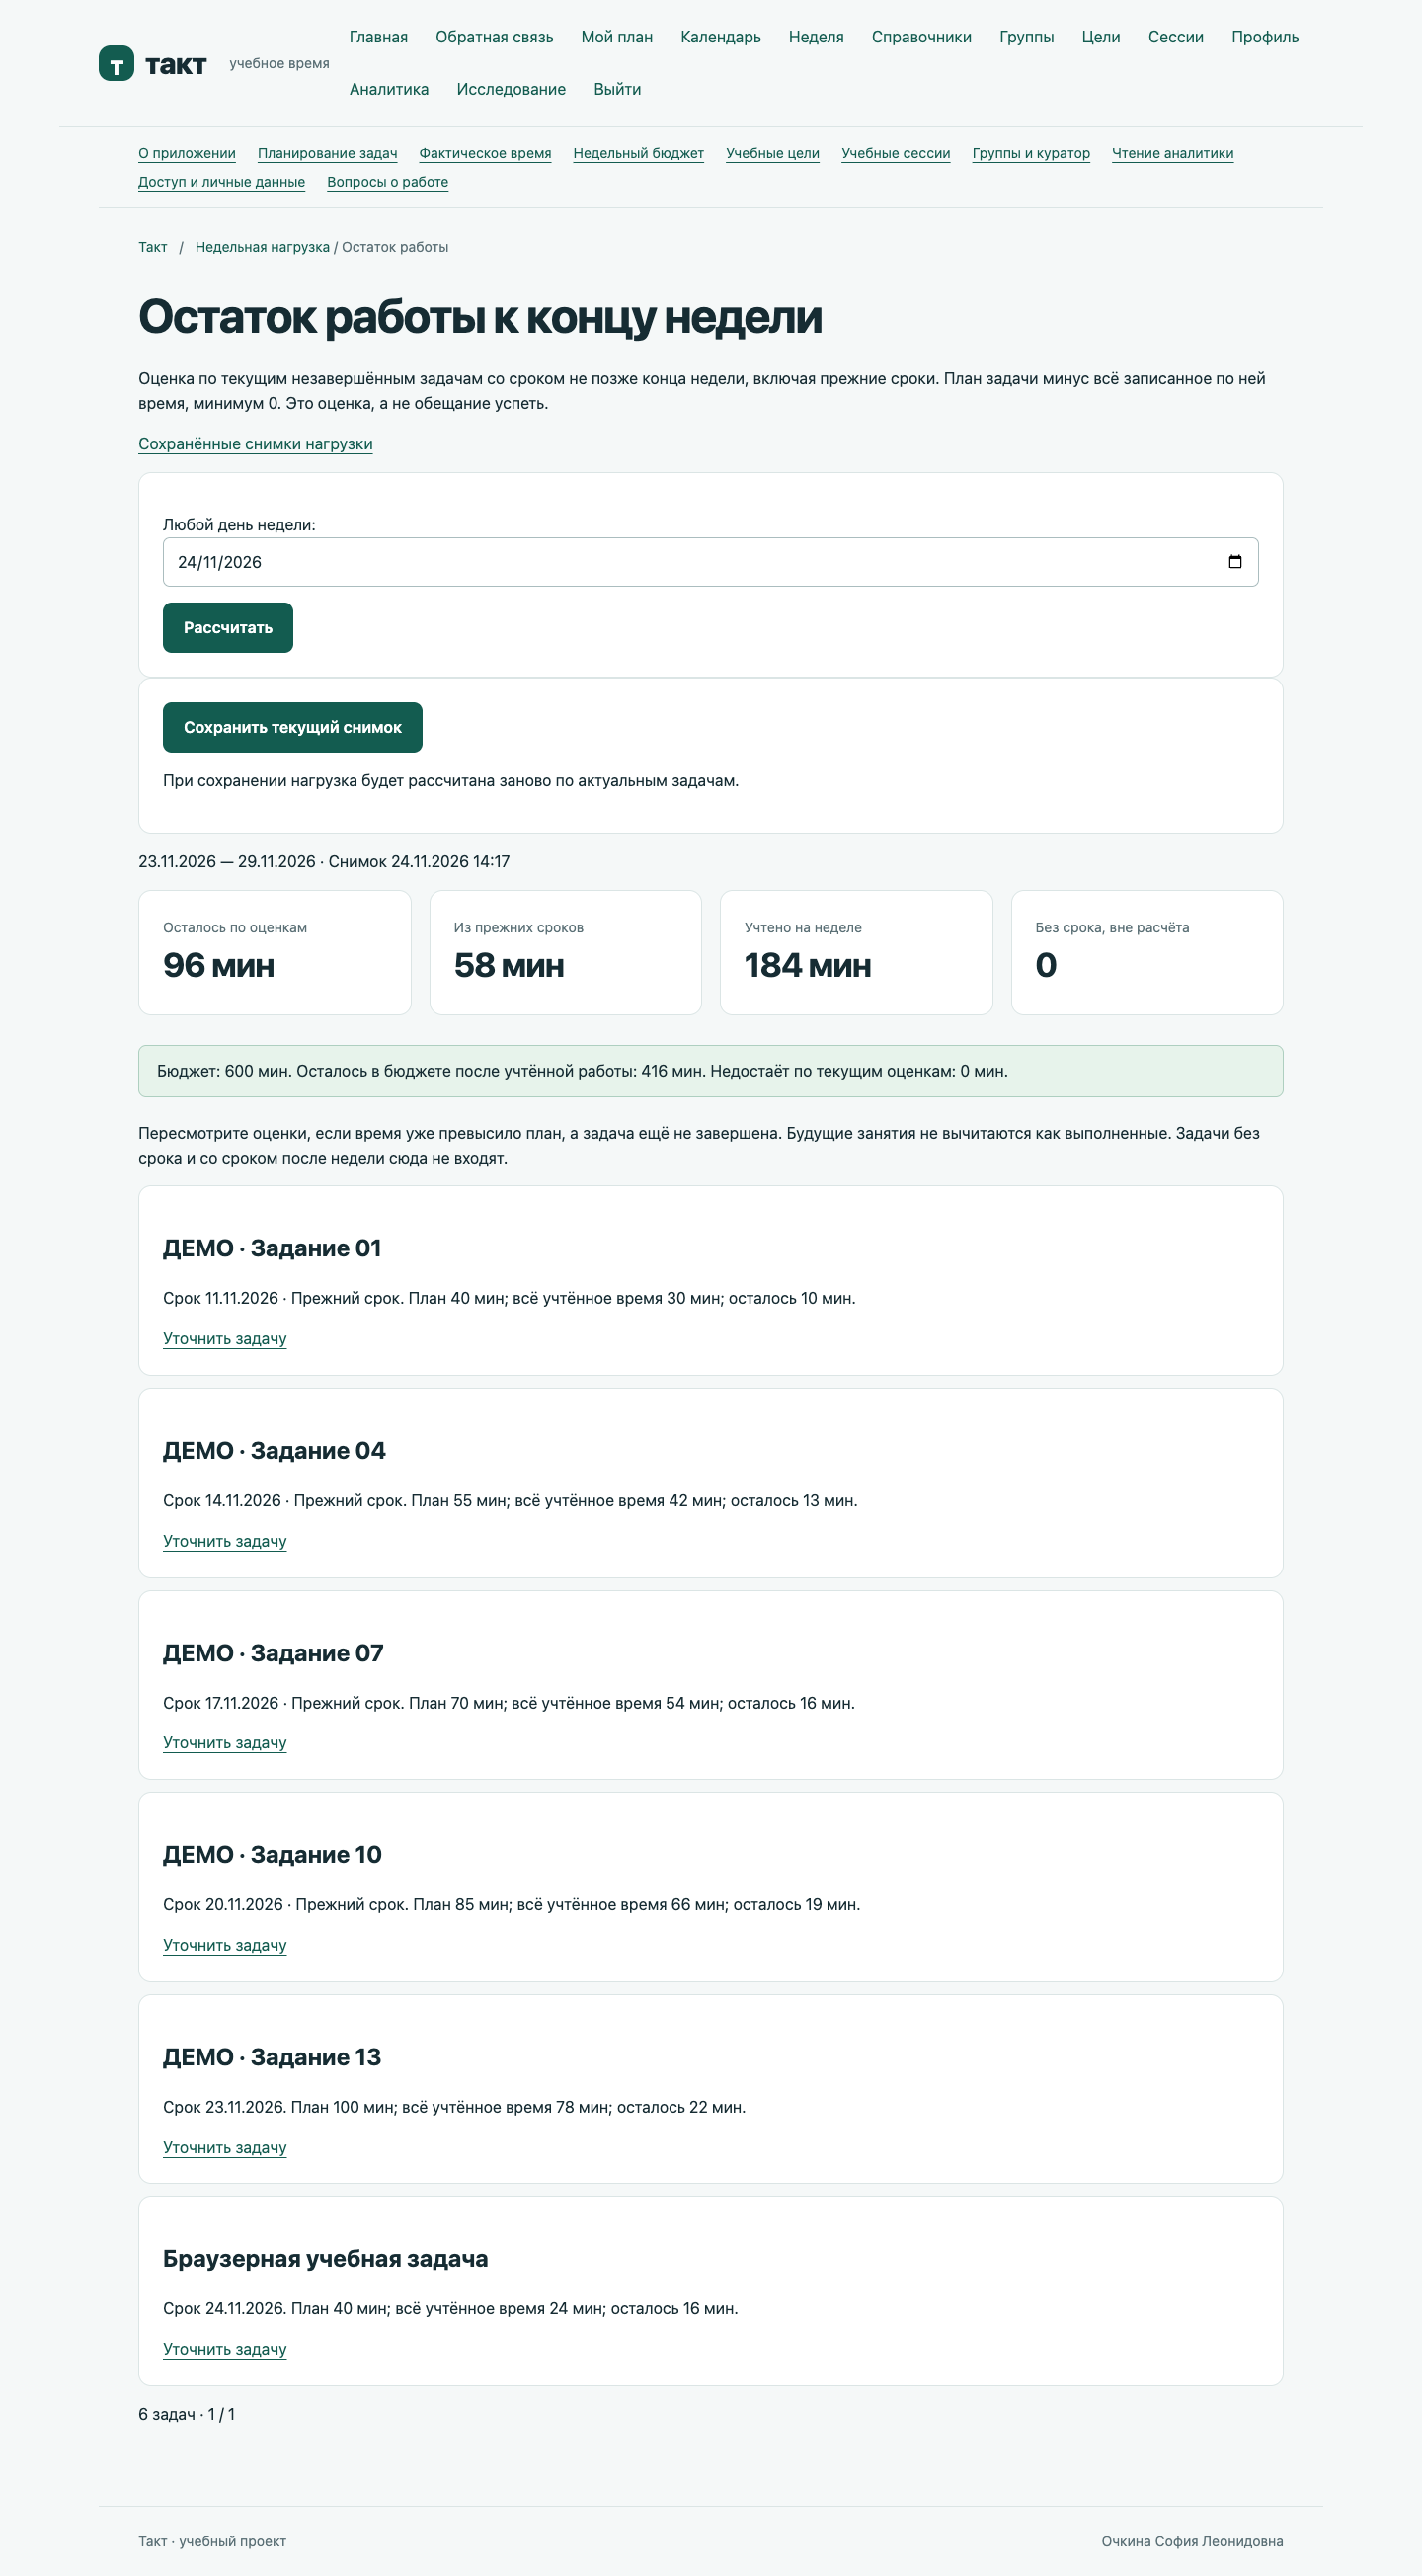 т такт учебное время
Главная Обратная связь Мой план Календарь Неделя Справочники Группы Цели Сессии Профиль
Аналитика Исследование Выйти
О приложении Планирование задач Фактическое время Недельный бюджет Учебные цели Учебные сессии Группы и куратор Чтение аналитики
Доступ и личные данные Вопросы о работе
Такт / Недельная нагрузка / Остаток работы
Остаток работы к концу недели
Оценка по текущим незавершённым задачам со сроком не позже конца недели, включая прежние сроки. План задачи минус всё записанное по ней
время, минимум 0. Это оценка, а не обещание успеть.
Сохранённые снимки нагрузки
Любой день недели:
24/11/2026
Рассчитать
Сохранить текущий снимок
При сохранении нагрузка будет рассчитана заново по актуальным задачам.
23.11.2026 — 29.11.2026 · Снимок 24.11.2026 14:17
Осталось по оценкам
96 мин
Из прежних сроков
58 мин
Учтено на неделе
184 мин
Без срока, вне расчёта
0
Бюджет: 600 мин. Осталось в бюджете после учтённой работы: 416 мин. Недостаёт по текущим оценкам: 0 мин.
Пересмотрите оценки, если время уже превысило план, а задача ещё не завершена. Будущие занятия не вычитаются как выполненные. Задачи без
срока и со сроком после недели сюда не входят.
ДЕМО · Задание 01
Срок 11.11.2026 · Прежний срок. План 40 мин; всё учтённое время 30 мин; осталось 10 мин.
Уточнить задачу
ДЕМО · Задание 04
Срок 14.11.2026 · Прежний срок. План 55 мин; всё учтённое время 42 мин; осталось 13 мин.
Уточнить задачу
ДЕМО · Задание 07
Срок 17.11.2026 · Прежний срок. План 70 мин; всё учтённое время 54 мин; осталось 16 мин.
Уточнить задачу
ДЕМО · Задание 10
Срок 20.11.2026 · Прежний срок. План 85 мин; всё учтённое время 66 мин; осталось 19 мин.
Уточнить задачу
ДЕМО · Задание 13
Срок 23.11.2026. План 100 мин; всё учтённое время 78 мин; осталось 22 мин.
Уточнить задачу
Браузерная учебная задача
Срок 24.11.2026. План 40 мин; всё учтённое время 24 мин; осталось 16 мин.
Уточнить задачу
6 задач · 1 / 1
Такт · учебный проект
Очкина София Леонидовна